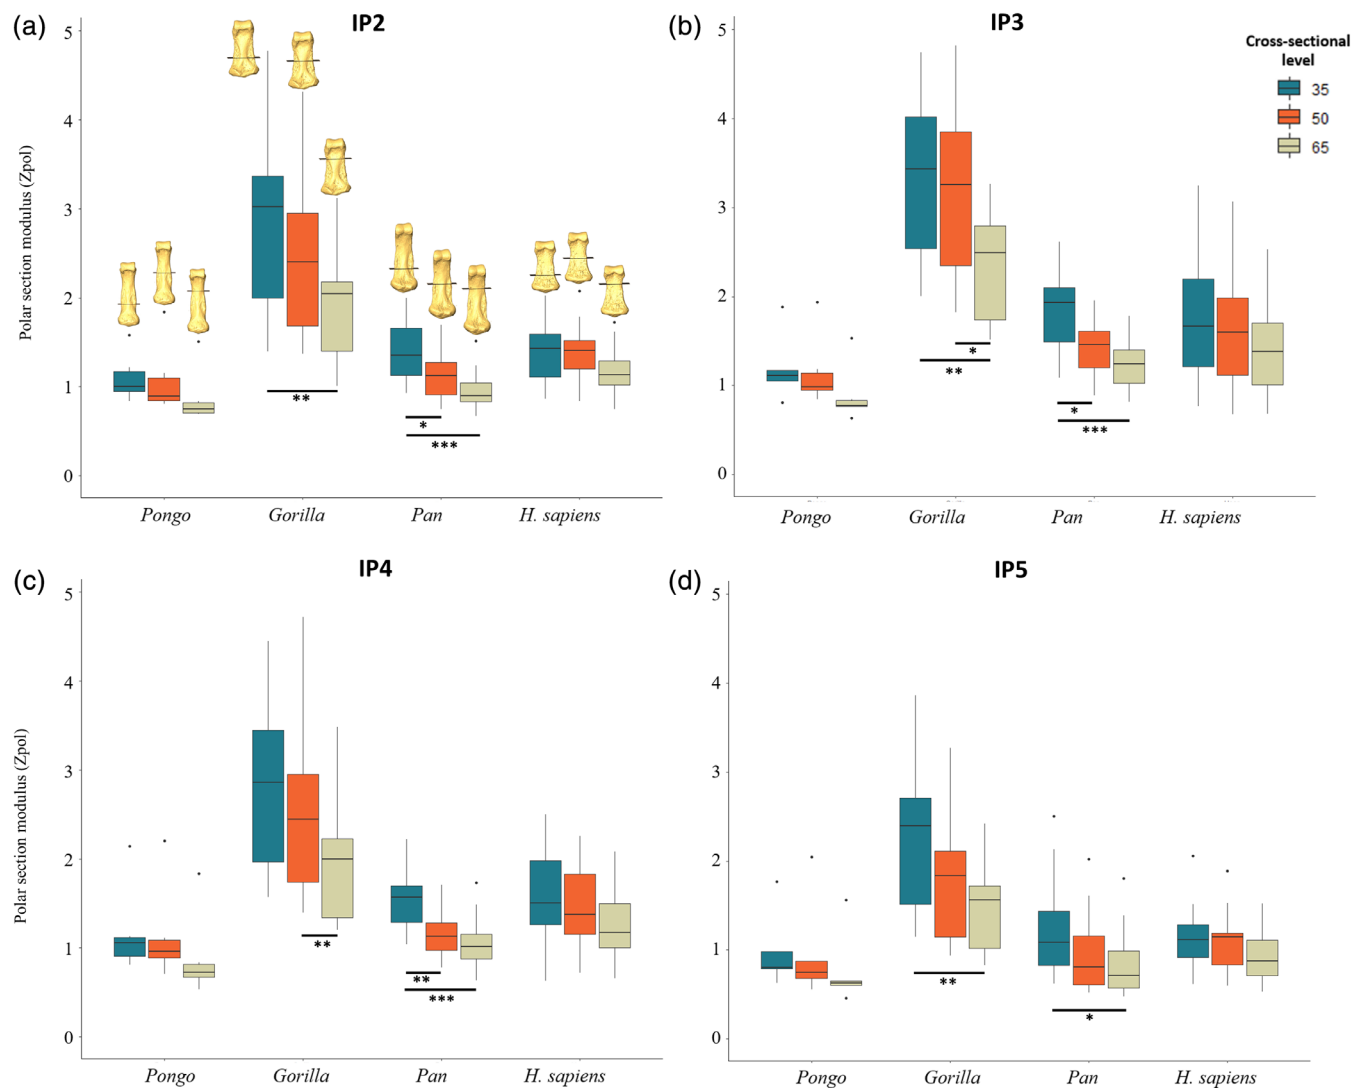 (a)
IP2
5
4
3
2
1
0
Polar section modulus (Zpol)
**
*
***
Pongo
Gorilla
Pan
H. sapiens
(b)
IP3
Cross-sectional
level
35
50
65
5
4
3
2
1
0
*
**
*
***
Pongo
Gorilla
Pan
H. sapiens
(c)
IP4
5
4
3
2
1
0
Polar section modulus (Zpol)
**
**
***
Pongo
Gorilla
Pan
H. sapiens
(d)
IP5
5
4
3
2
1
0
**
*
Pongo
Gorilla
Pan
H. sapiens